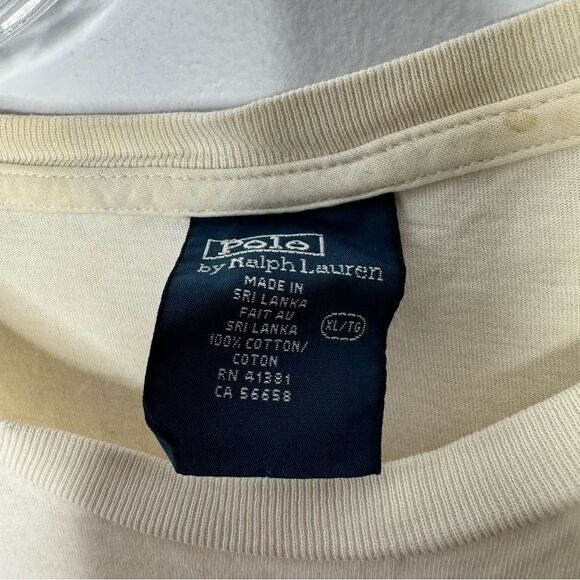 Polo
by Ralph Lauren
MADE IN
SRI LANKA
FAIT AU
SRI LANKA
XL/TG
100% COTTON/
COTON
RN 41381
CA 56658